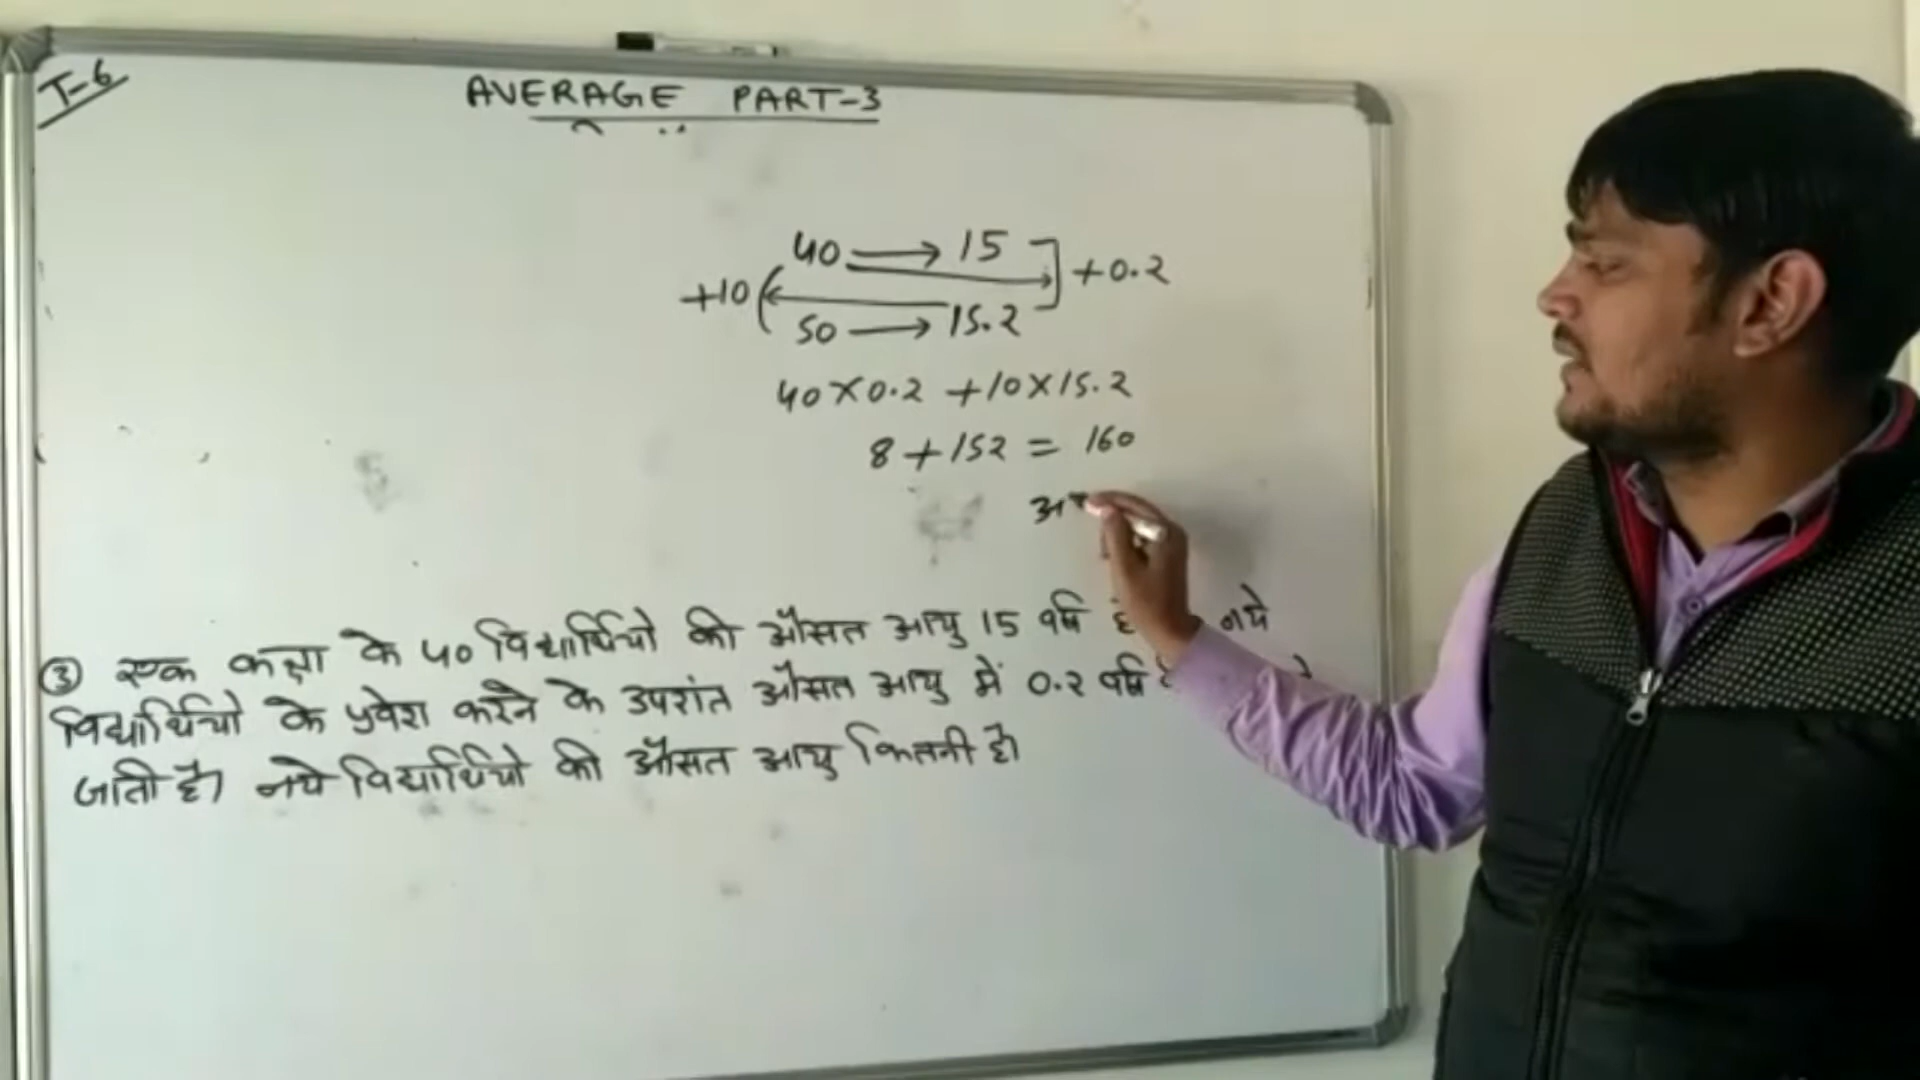 T-6
AVERAGE PART-3
40 → 15
+0.2
+10
50 → 15.2
40×0.2 +10×15.2
8+152 = 160
③ एक कक्षा के 40 विद्यार्थियो की औसत आयु 15 वर्ष नये
विद्यार्थियो के प्रवेश करने के उपरांत औसत आयु में 0.2 वर्ष
जाती है। नये विद्यार्थियो की औसत आयु कितनी है।